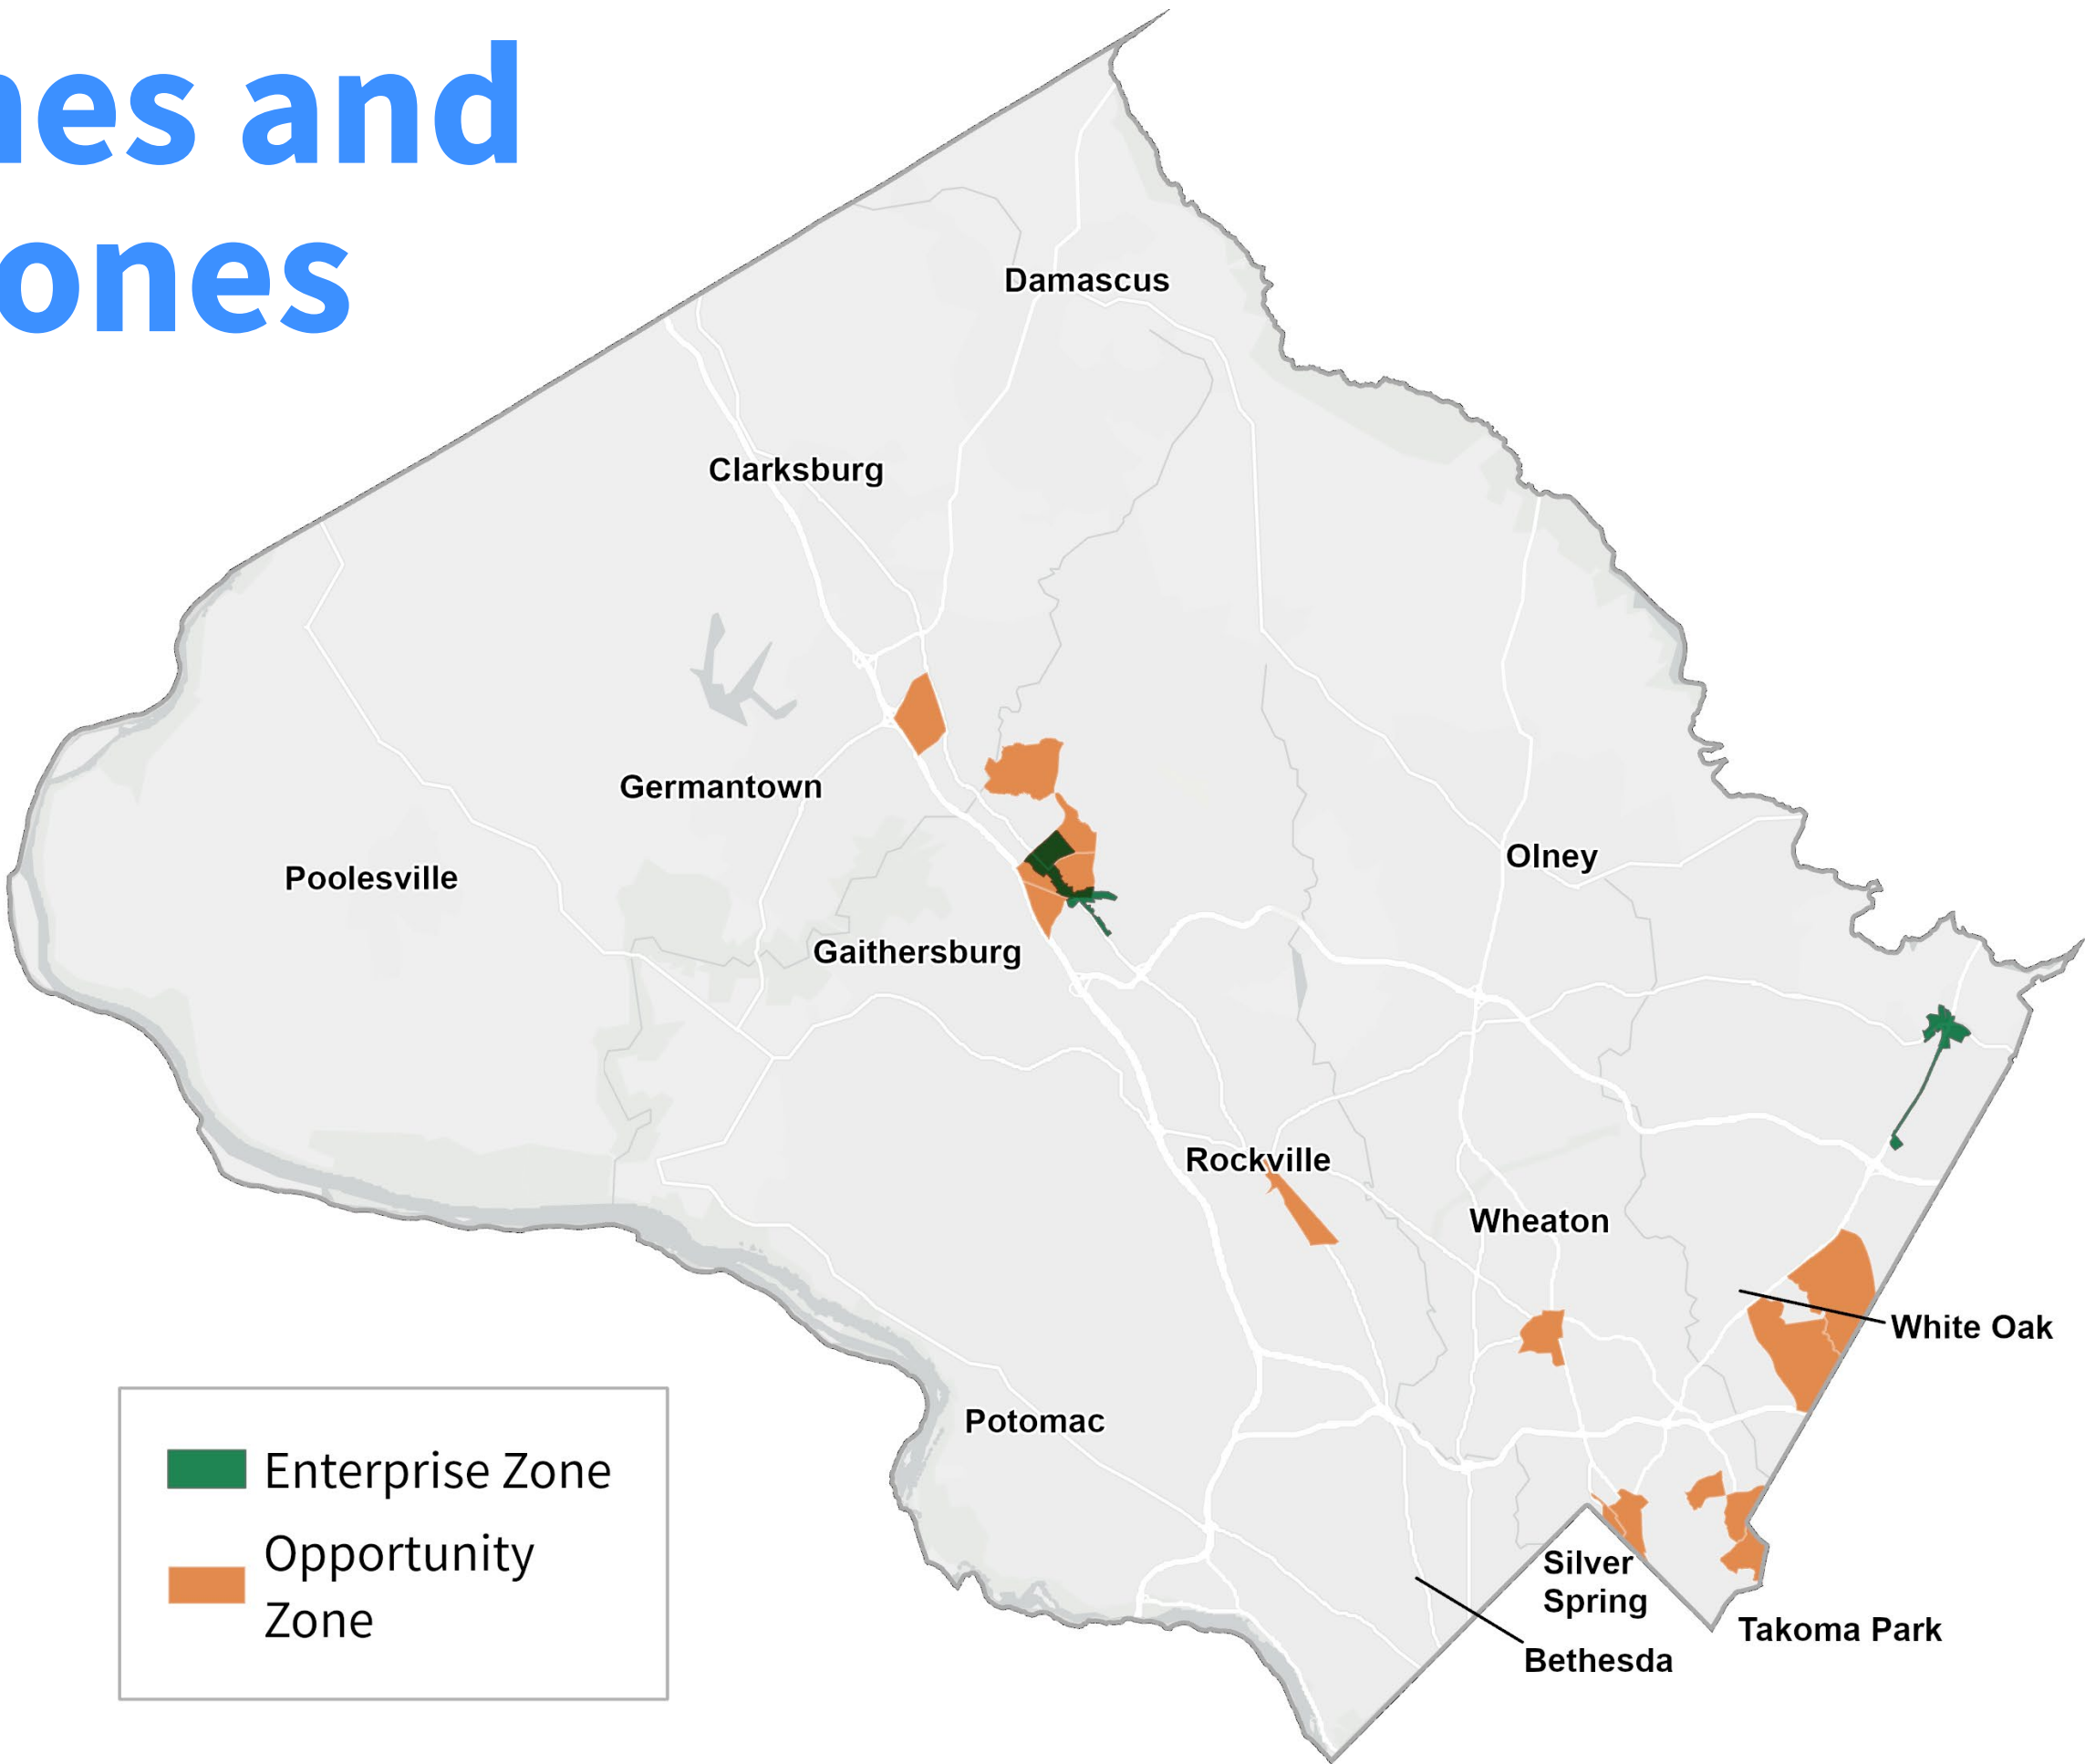 nes and
ones
Damascus
Clarksburg
Germantown
Olney
Poolesville
Gaithersburg
Rockville
Wheaton
White Oak
Potomac
Enterprise Zone
Opportunity
Zone
Silver
Spring
Takoma Park
Bethesda